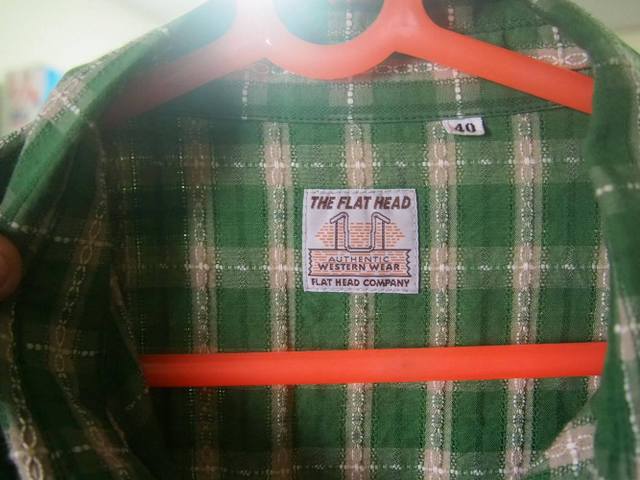 40
THE FLAT HEAD
AUTHENTIC
WESTERN WEAR
FLAT HEAD COMPANY